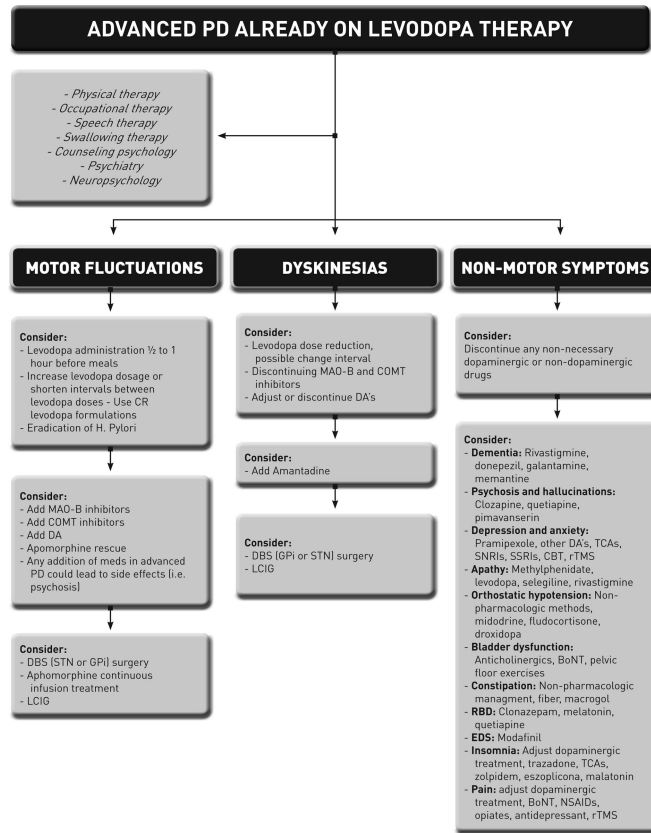 ADVANCED PD ALREADY ON LEVODOPA THERAPY
- Physical therapy
- Occupational therapy
- Speech therapy
- Swallowing therapy
- Counseling psychology
- Psychiatry
- Neuropsychology
MOTOR FLUCTUATIONS
Consider:
- Levodopa administration ½ to 1
hour before meals
- Increase levodopa dosage or
shorten intervals between
levodopa doses - Use CR
levodopa formulations
- Eradication of H. Pylori
Consider:
- Add MAO-B inhibitors
- Add COMT inhibitors
- Add DA
- Apomorphine rescue
- Any addition of meds in advanced
PD could lead to side effects (i.e.
psychosis)
Consider:
- DBS (STN or GPi) surgery
- Aphomorphine continuous
infusion treatment
- LCIG
DYSKINESIAS
Consider:
- Levodopa dose reduction,
possible change interval
- Discontinuing MAO-B and COMT
inhibitors
- Adjust or discontinue DA's
Consider:
- Add Amantadine
Consider:
- DBS (GPi or STN) surgery
- LCIG
NON-MOTOR SYMPTOMS
Consider:
Discontinue any non-necessary
dopaminergic or non-dopaminergic
drugs
Consider:
- Dementia: Rivastigmine,
donepezil, galantamine,
memantine
- Psychosis and hallucinations:
Clozapine, quetiapine,
pimavanserin
- Depression and anxiety:
Pramipexole, other DA's, TCAs,
SNRIs, SSRIs, CBT, rTMS
- Apathy: Methylphenidate,
levodopa, selegiline, rivastigmine
- Orthostatic hypotension: Non-
pharmacologic methods,
midodrine, fludocortisone,
droxidopa
- Bladder dysfunction:
Anticholinergics, BoNT, pelvic
floor exercises
- Constipation: Non-pharmacologic
managment, fiber, macrogol
- RBD: Clonazepam, melatonin,
quetiapine
- EDS: Modafinil
- Insomnia: Adjust dopaminergic
treatment, trazadone, TCAs,
zolpidem, eszoplicona, malatonin
- Pain: adjust dopaminergic
treatment, BoNT, NSAIDs,
opiates, antidepressant, rTMS